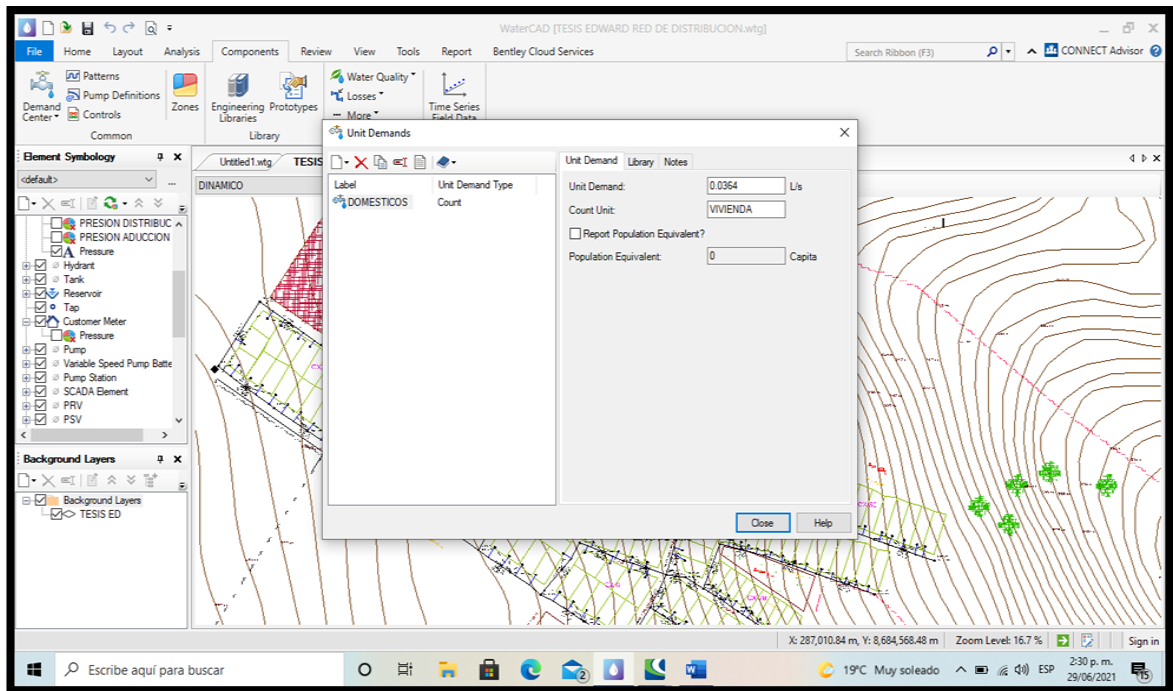 WaterCAD [TESIS EDWARD RED DE DISTRIBUCION.wtg]
File Home Layout Analysis Components Review View Tools Report Bentley Cloud Services
Search Ribbon (F3) CONNECT Advisor
Demand Center
Patterns
Pump Definitions
Controls
Zones
Common
Engineering Libraries
Prototypes
Library
Water Quality
Losses
More
Time Series
Field Data
Element Symbology
<default>
...
PRESION DISTRIBUC
PRESION ADUCCION
Pressure
Hydrant
Tank
Reservoir
Tap
Customer Meter
Pressure
Pump
Variable Speed Pump Batte
Pump Station
SCADA Element
PRV
PSV
Background Layers
Background Layers
TESIS ED
Untitled1.wtg TESIS
DINAMICO
Unit Demands
Label Unit Demand Type
DOMESTICOS Count
Unit Demand Library Notes
Unit Demand: 0.0364 L/s
Count Unit: VIVIENDA
Report Population Equivalent?
Population Equivalent: 0 Capita
Close Help
X: 287,010.84 m, Y: 8,684,568.48 m Zoom Level: 16.7 % Sign in
Escribe aquí para buscar
2
19°C Muy soleado
ESP
2:30 p. m.
29/06/2021
15